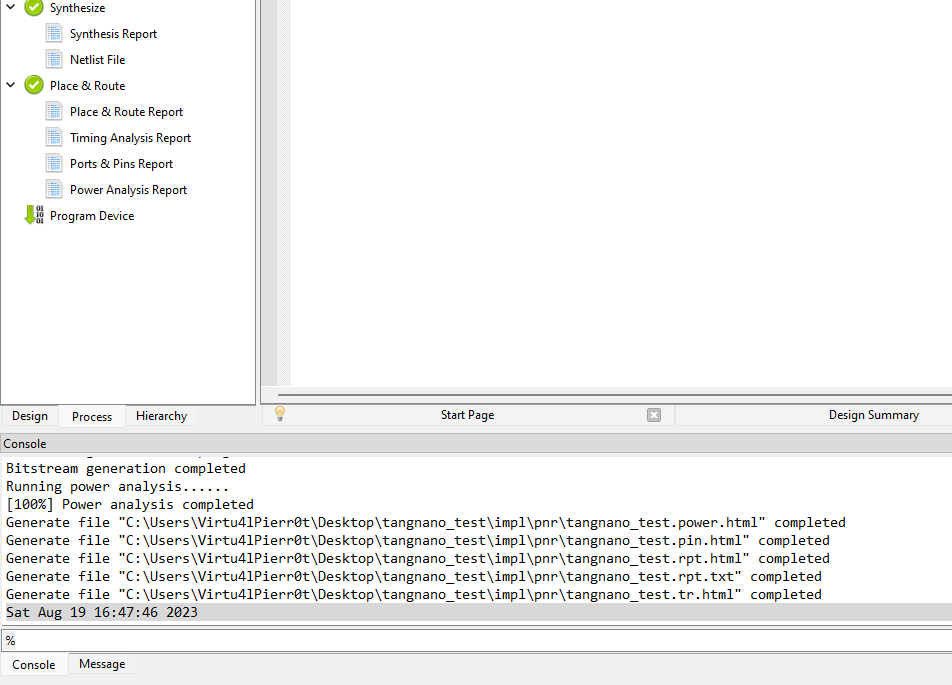 Synthesize
Synthesis Report
Netlist File
Place & Route
Place & Route Report
Timing Analysis Report
Ports & Pins Report
Power Analysis Report
Program Device
Design Process Hierarchy
Start Page Design Summary
Console
Bitstream generation completed
Running power analysis......
[100%] Power analysis completed
Generate file "C:\Users\Virtu4lPierr0t\Desktop\tangnano_test\impl\pnr\tangnano_test.power.html" completed
Generate file "C:\Users\Virtu4lPierr0t\Desktop\tangnano_test\impl\pnr\tangnano_test.pin.html" completed
Generate file "C:\Users\Virtu4lPierr0t\Desktop\tangnano_test\impl\pnr\tangnano_test.rpt.html" completed
Generate file "C:\Users\Virtu4lPierr0t\Desktop\tangnano_test\impl\pnr\tangnano_test.rpt.txt" completed
Generate file "C:\Users\Virtu4lPierr0t\Desktop\tangnano_test\impl\pnr\tangnano_test.tr.html" completed
Sat Aug 19 16:47:46 2023
%
Console Message